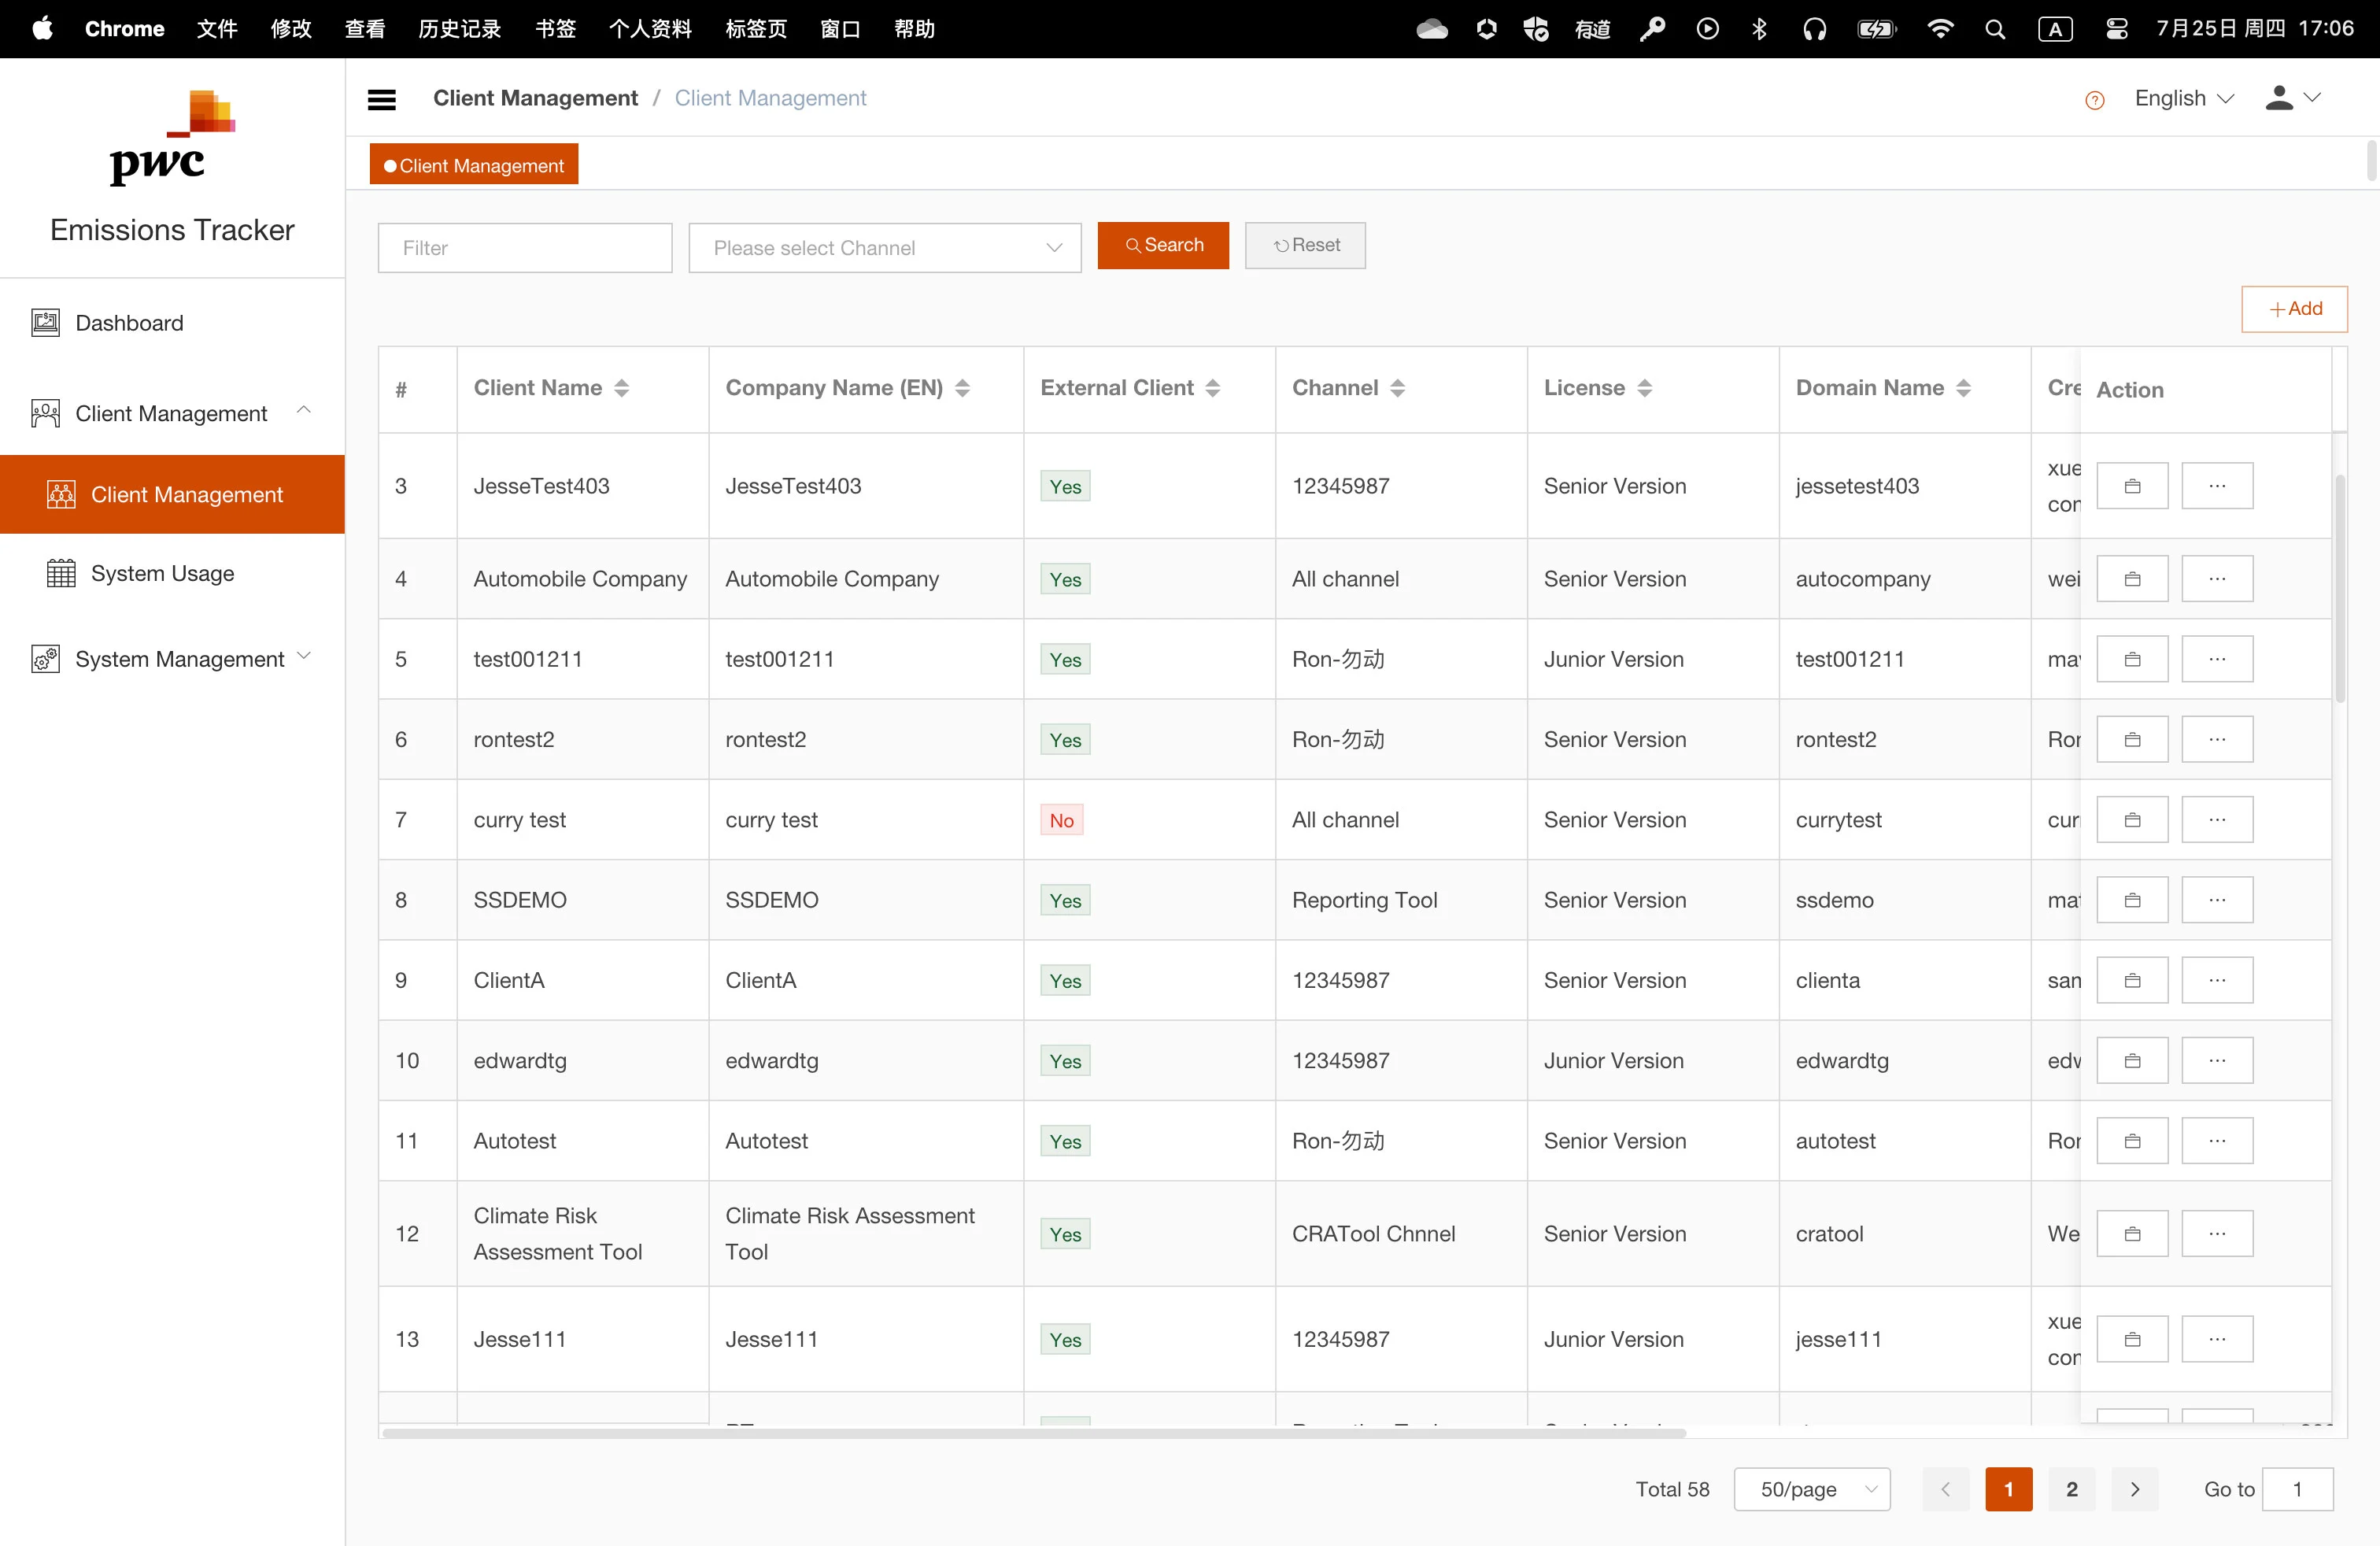 Chrome 文件 修改 查看 历史记录 书签 个人资料 标签页 窗口 帮助 有道 A 7月25日 周四 17:06
pwc
Emissions Tracker
Dashboard
Client Management
Client Management
System Usage
System Management
Client Management / Client Management
? English
Client Management
Filter Please select Channel Search Reset
Add
# Client Name Company Name (EN) External Client Channel License Domain Name Cre Action
3 JesseTest403 JesseTest403 Yes 12345987 Senior Version jessetest403 xue
con
4 Automobile Company Automobile Company Yes All channel Senior Version autocompany wei
5 test001211 test001211 Yes Ron-勿动 Junior Version test001211 may
6 rontest2 rontest2 Yes Ron-勿动 Senior Version rontest2 Ron
7 curry test curry test No All channel Senior Version currytest curr
8 SSDEMO SSDEMO Yes Reporting Tool Senior Version ssdemo mat
9 ClientA ClientA Yes 12345987 Senior Version clienta san
10 edwardtg edwardtg Yes 12345987 Junior Version edwardtg edw
11 Autotest Autotest Yes Ron-勿动 Senior Version autotest Ron
12 Climate Risk Assessment Tool Climate Risk Assessment Tool Yes CRATool Chnnel Senior Version cratool We
13 Jesse111 Jesse111 Yes 12345987 Junior Version jesse111 xue
con
Total 58 50/page 1 2 Go to 1